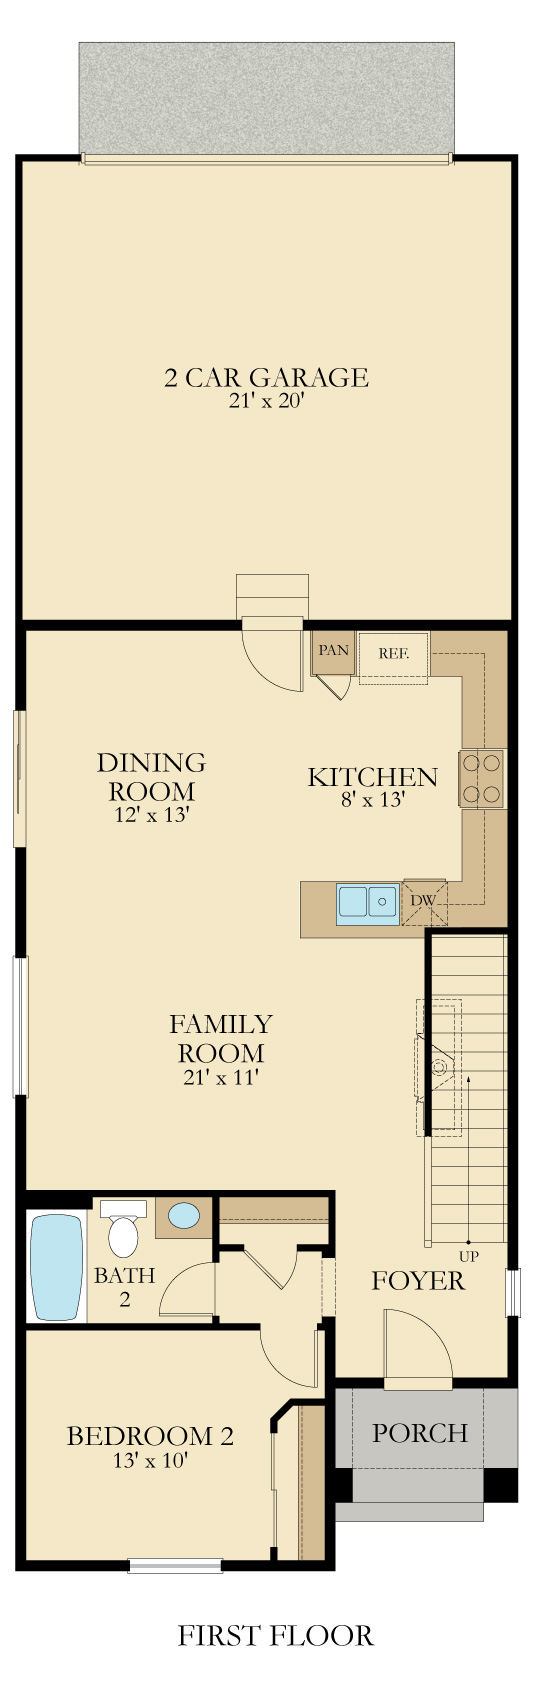 2 CAR GARAGE
21' x 20'
PAN
REF.
DINING
ROOM
12' x 13'
KITCHEN
8' x 13'
DW
FAMILY
ROOM
21' x 11'
UP
BATH
2
FOYER
BEDROOM 2
13' x 10'
PORCH
FIRST FLOOR